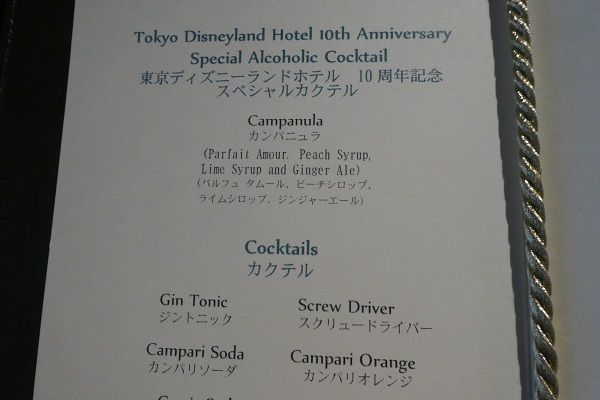 Tokyo Disneyland Hotel 10th Anniversary
Special Alcoholic Cocktail
東京ディズニーランドホテル 10周年記念
スペシャルカクテル
Campanula
カンパニュラ
(Parfait Amour, Peach Syrup,
Lime Syrup and Ginger Ale)
(パルフェ タムール、ピーチシロップ、
ライムシロップ、ジンジャーエール)
Cocktails
カクテル
Gin Tonic
ジントニック
Screw Driver
スクリュードライバー
Campari Soda
カンパリソーダ
Campari Orange
カンパリオレンジ